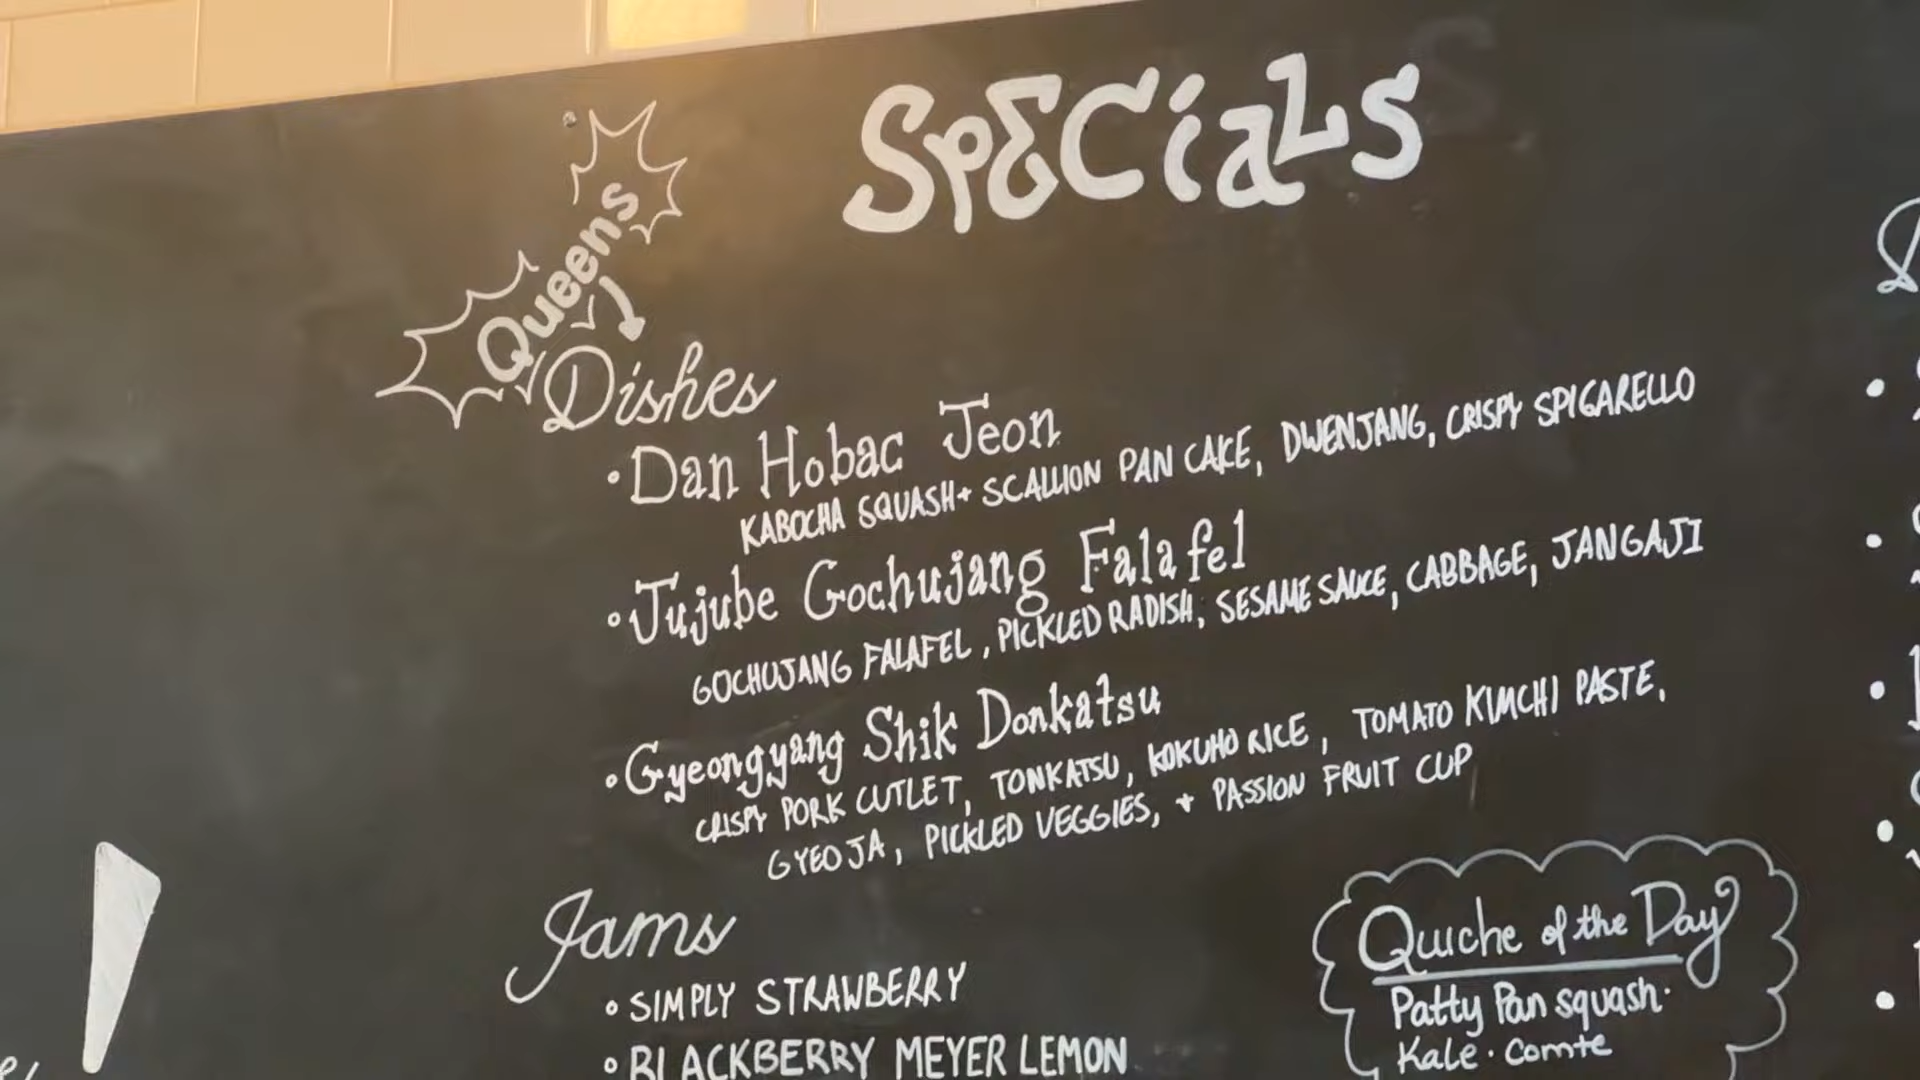 SPECiaLS
Queens
Dishes
• Dan Hobac Jeon
KABOCHA SQUASH + SCALLION PAN CAKE, DWENJANG, CRISPY SPIGARELLO
• Jujube Gochujang Falafel
GOCHUJANG FALAFEL, PICKLED RADISH, SESAME SAUCE, CABBAGE, JANGAJI
• Gyeongyang Shik Donkatsu
CRISPY PORK CUTLET, TONKATSU, KOKUHO RICE, TOMATO KIMCHI PASTE,
GYEOJA, PICKLED VEGGIES, + PASSION FRUIT CUP
Jams
• SIMPLY STRAWBERRY
• BLACKBERRY MEYER LEMON
Quiche of the Day
Patty Pan squash ·
Kale · Comte